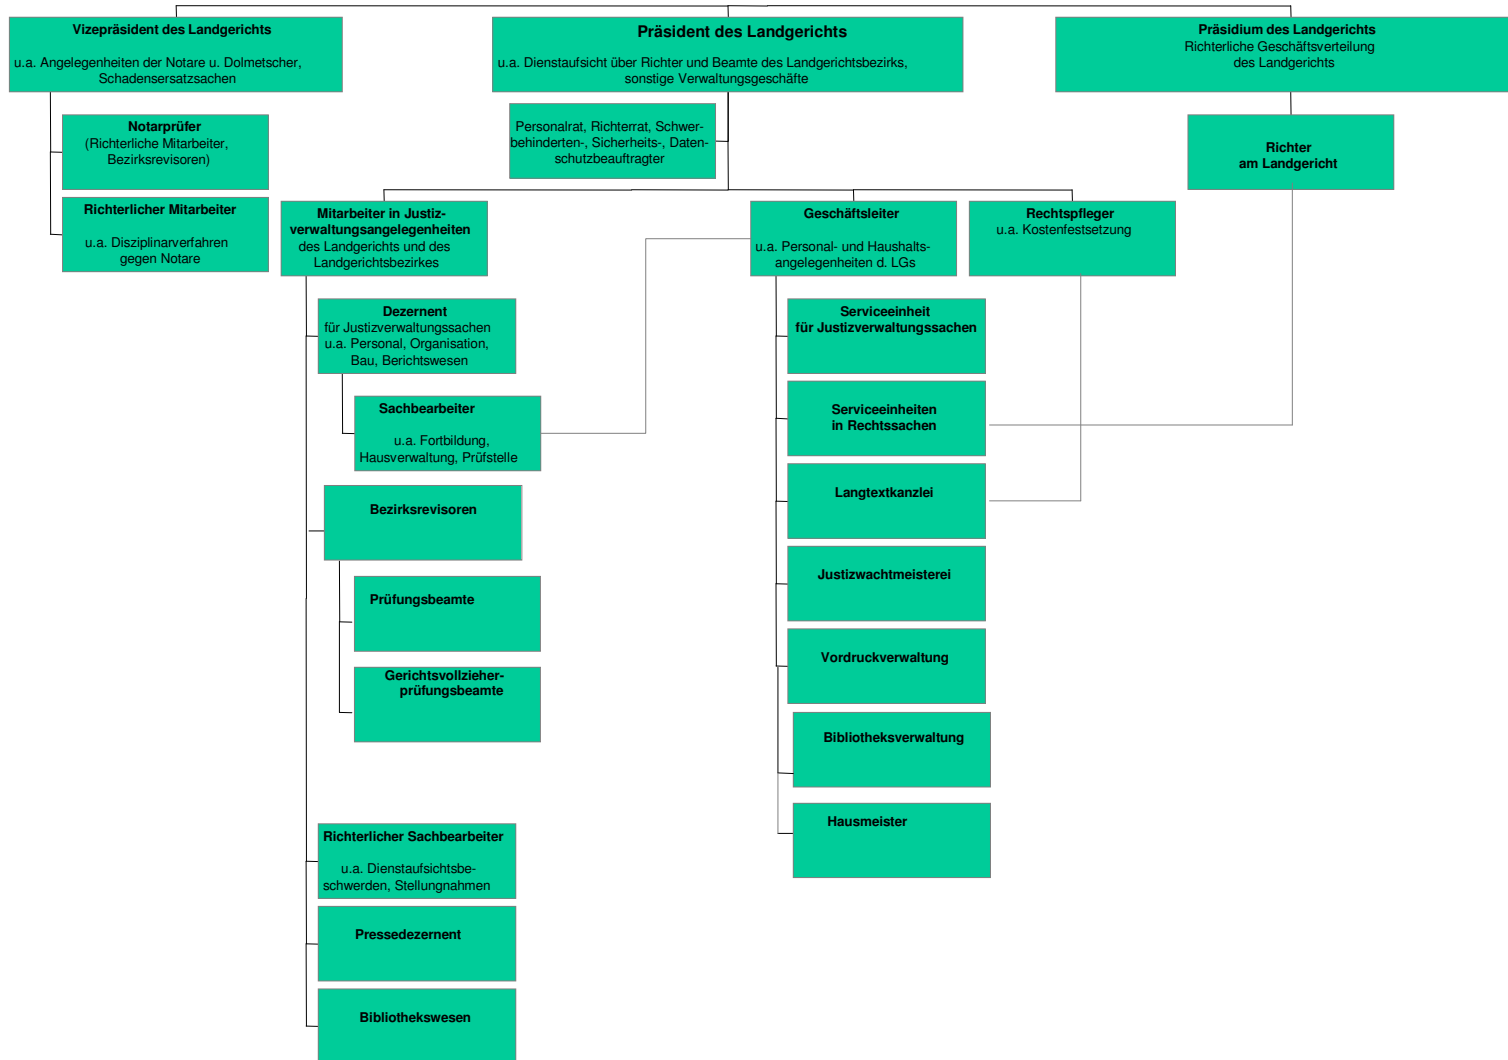 Vizepräsident des Landgerichts
u.a. Angelegenheiten der Notare u. Dolmetscher,
Schadensersatzsachen
Präsident des Landgerichts
u.a. Dienstaufsicht über Richter und Beamte des Landgerichtsbezirks,
sonstige Verwaltungsgeschäfte
Präsidium des Landgerichts
Richterliche Geschäftsverteilung
des Landgerichts
Notarprüfer
(Richterliche Mitarbeiter,
Bezirksrevisoren)
Personalrat, Richterrat, Schwer-
behinderten-, Sicherheits-, Daten-
schutzbeauftragter
Richter
am Landgericht
Richterlicher Mitarbeiter
u.a. Disziplinarverfahren
gegen Notare
Mitarbeiter in Justiz-
verwaltungsangelegenheiten
des Landgerichts und des
Landgerichtsbezirkes
Geschäftsleiter
u.a. Personal- und Haushalts-
angelegenheiten d. LGs
Rechtspfleger
u.a. Kostenfestsetzung
Dezernent
für Justizverwaltungssachen
u.a. Personal, Organisation,
Bau, Berichtswesen
Sachbearbeiter
u.a. Fortbildung,
Hausverwaltung, Prüfstelle
Bezirksrevisoren
Prüfungsbeamte
Gerichtsvollzieher-
prüfungsbeamte
Richterlicher Sachbearbeiter
u.a. Dienstaufsichtsbe-
schwerden, Stellungnahmen
Pressedezernent
Bibliothekswesen
Serviceeinheit
für Justizverwaltungssachen
Serviceeinheiten
in Rechtssachen
Langtextkanzlei
Justizwachtmeisterei
Vordruckverwaltung
Bibliotheksverwaltung
Hausmeister